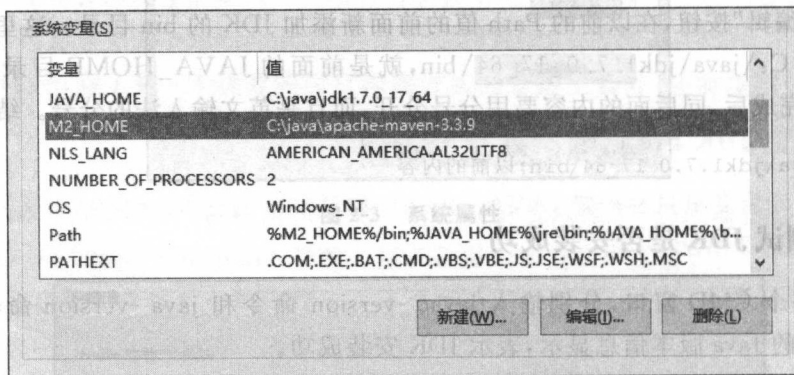 系统变量(S)
变量 值
JAVA_HOME C:\java\jdk1.7.0_17_64
M2_HOME C:\java\apache-maven-3.3.9
NLS_LANG AMERICAN_AMERICA.AL32UTF8
NUMBER_OF_PROCESSORS 2
OS Windows_NT
Path %M2_HOME%/bin;%JAVA_HOME%\jre\bin;%JAVA_HOME%\b...
PATHEXT .COM;.EXE;.BAT;.CMD;.VBS;.VBE;.JS;.JSE;.WSF;.WSH;.MSC
新建(W)... 编辑(I)... 删除(L)